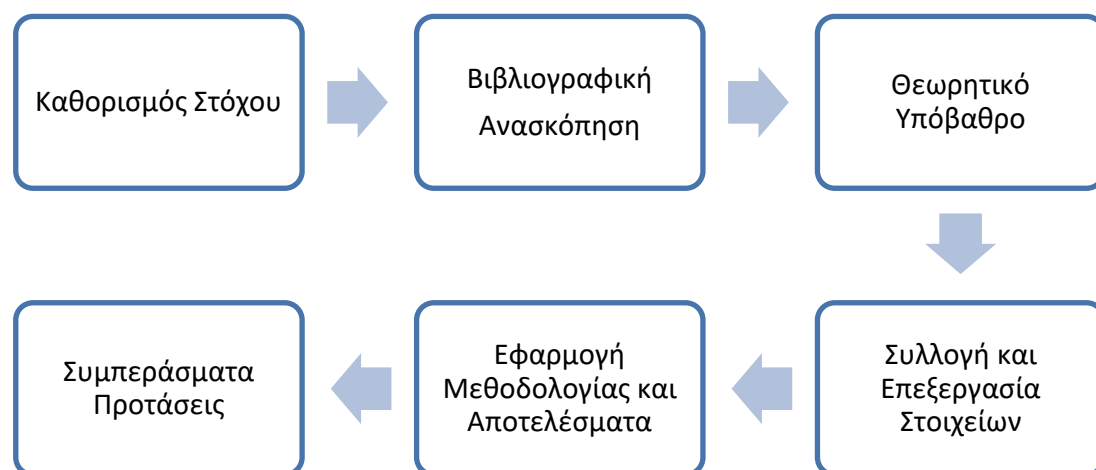 Καθορισμός Στόχου
Βιβλιογραφική
Ανασκόπηση
Θεωρητικό
Υπόβαθρο
Συλλογή και
Επεξεργασία
Στοιχείων
Εφαρμογή
Μεθοδολογίας και
Αποτελέσματα
Συμπεράσματα
Προτάσεις